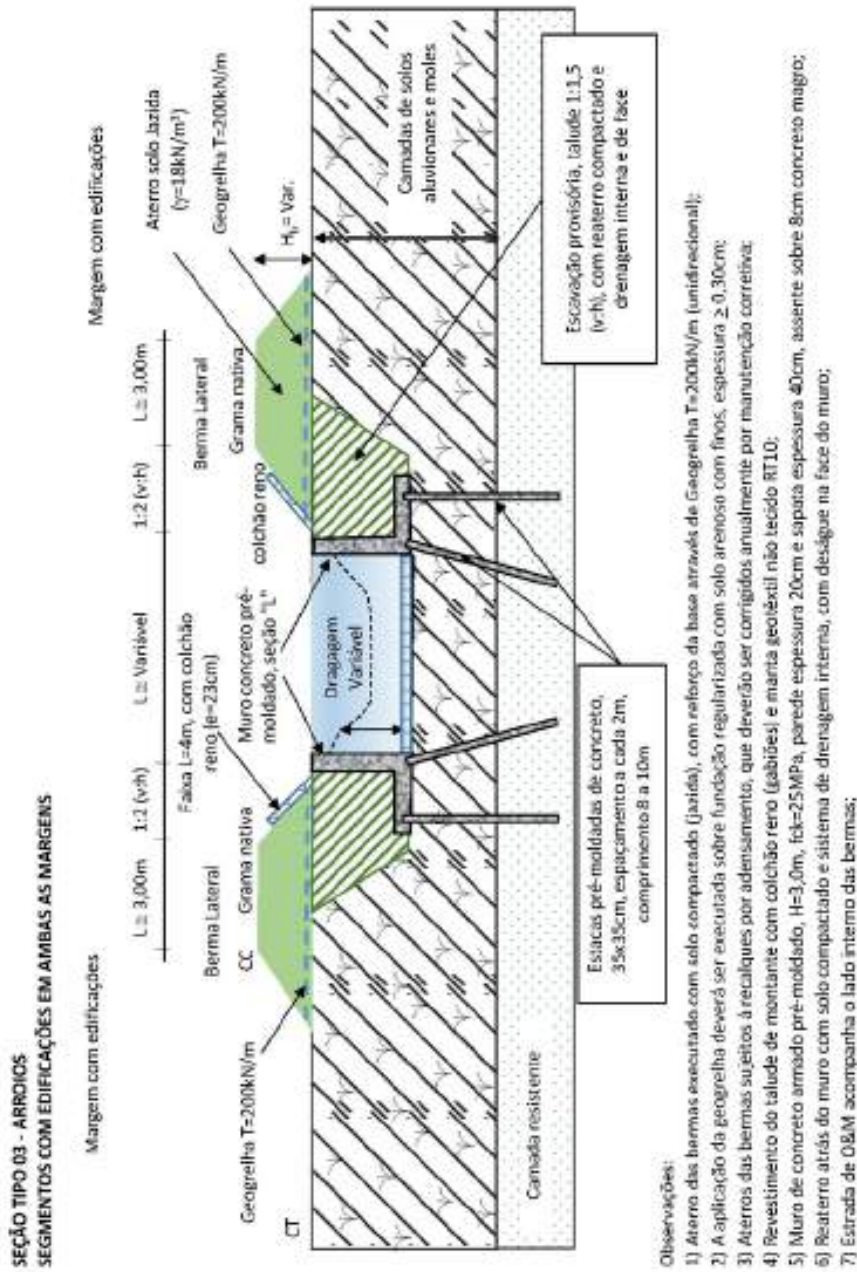 SEÇÃO TIPO 03 - ARROIOS
SEGMENTOS COM EDIFICAÇÕES EM AMBAS AS MARGENS
Margem com edificações
Margem com edificações
L ≥ 3,00m
1:2 (v:h)
L ≥ Variável
1:2 (v:h)
L ≥ 3,00m
Faixa L=4m, com colchão
reno (e=23cm)
Aterro solo Jazida
(γ=18kN/m³)
Geogrelha T=200kN/m
Berma Lateral
CC
Grama nativa
Muro concreto pré-
moldado, seção "L"
colchão reno
Berma Lateral
Grama nativa
Hb = Var.
Geogrelha T=200kN/m
CT
Dragagem
Variável
Camadas de solos
aluvionares e moles
Escavação provisória, talude 1:1,5
(v:h), com reaterro compactado e
drenagem interna e de face
Estacas pré-moldadas de concreto,
35x35cm, espaçamento a cada 2m,
comprimento 8 a 10m
Camada resistente
Observações:
1) Aterro das bermas executado com solo compactado (jazida), com reforço da base através de Geogrelha T=200kN/m (unidirecional);
2) A aplicação da geogrelha deverá ser executada sobre fundação regularizada com solo arenoso com finos, espessura ≥ 0,30cm;
3) Aterros das bermas sujeitos à recalques por adensamento, que deverão ser corrigidos anualmente por manutenção corretiva;
4) Revestimento do talude de montante com colchão reno (gabiões) e manta geotêxtil não tecido RT10;
5) Muro de concreto armado pré-moldado, H=3,0m, fck=25MPa, parede espessura 20cm e sapata espessura 40cm, assente sobre 8cm concreto magro;
6) Reaterro atrás do muro com solo compactado e sistema de drenagem interna, com deságue na face do muro;
7) Estrada de O&M acompanha o lado interno das bermas;